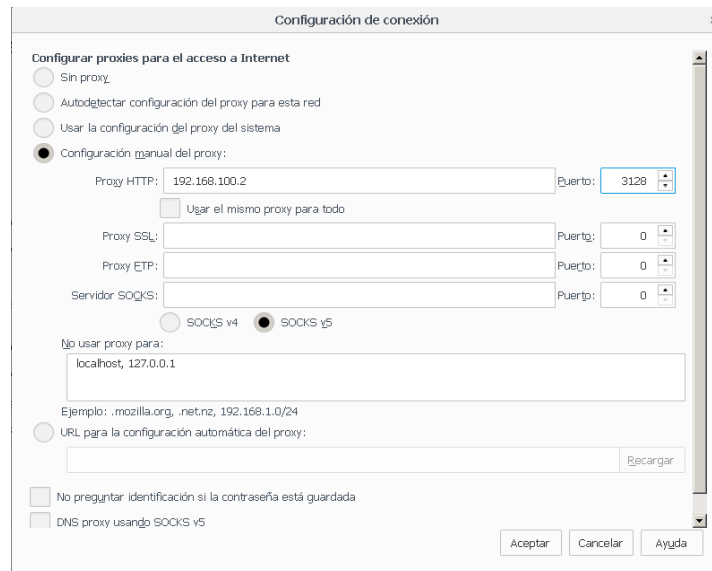 Configuración de conexión
Configurar proxies para el acceso a Internet
Sin proxy
Autodetectar configuración del proxy para esta red
Usar la configuración del proxy del sistema
Configuración manual del proxy:
Proxy HTTP: 192.168.100.2 Puerto: 3128
Usar el mismo proxy para todo
Proxy SSL: Puerto: 0
Proxy FTP: Puerto: 0
Servidor SOCKS: Puerto: 0
SOCKS v4 SOCKS v5
No usar proxy para:
localhost, 127.0.0.1
Ejemplo: .mozilla.org, .net.nz, 192.168.1.0/24
URL para la configuración automática del proxy:
Recargar
No preguntar identificación si la contraseña está guardada
DNS proxy usando SOCKS v5
Aceptar Cancelar Ayuda